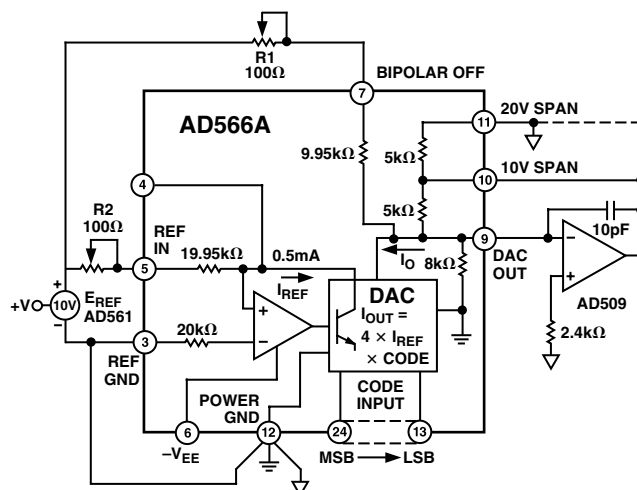 R1
100Ω
BIPOLAR OFF
7
AD566A
11
20V SPAN
9.95kΩ
5kΩ
10V SPAN
10
4
5kΩ
R2
100Ω
REF
IN
9
10pF
5
19.95kΩ
0.5mA
DAC
OUT
IREF
IO
8kΩ
+
+V
10V
EREF
AD561
−
DAC
IOUT =
4 × IREF
× CODE
+
−
−
+
AD509
20kΩ
3
REF
GND
2.4kΩ
POWER
GND
CODE
INPUT
6
12
24
13
−VEE
MSB
LSB